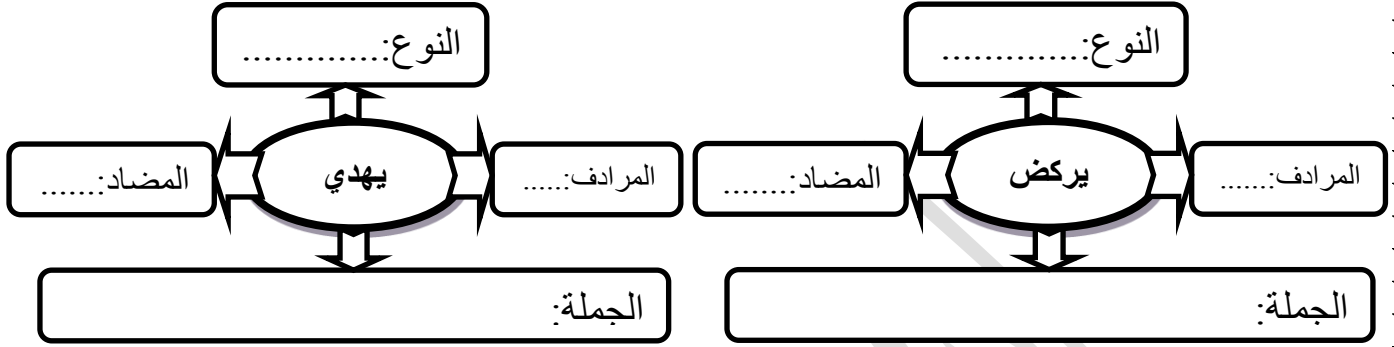 النوع:..............
المرادف:......
يركض
المضاد:.......
الجملة:
النوع:..............
المرادف:.....
يهدي
المضاد:......
الجملة: